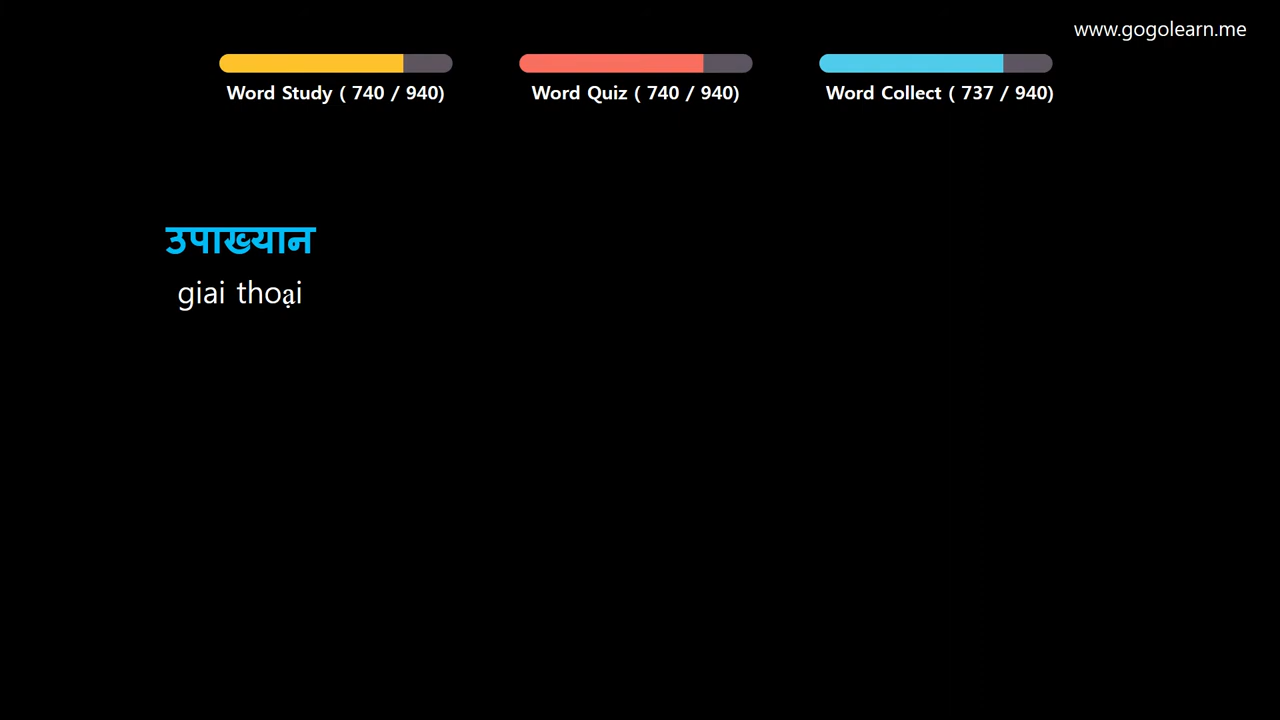 www.gogolearn.me
Word Study ( 740 / 940)
Word Quiz ( 740 / 940)
Word Collect ( 737 / 940)
उपाख्यान
giai thoại